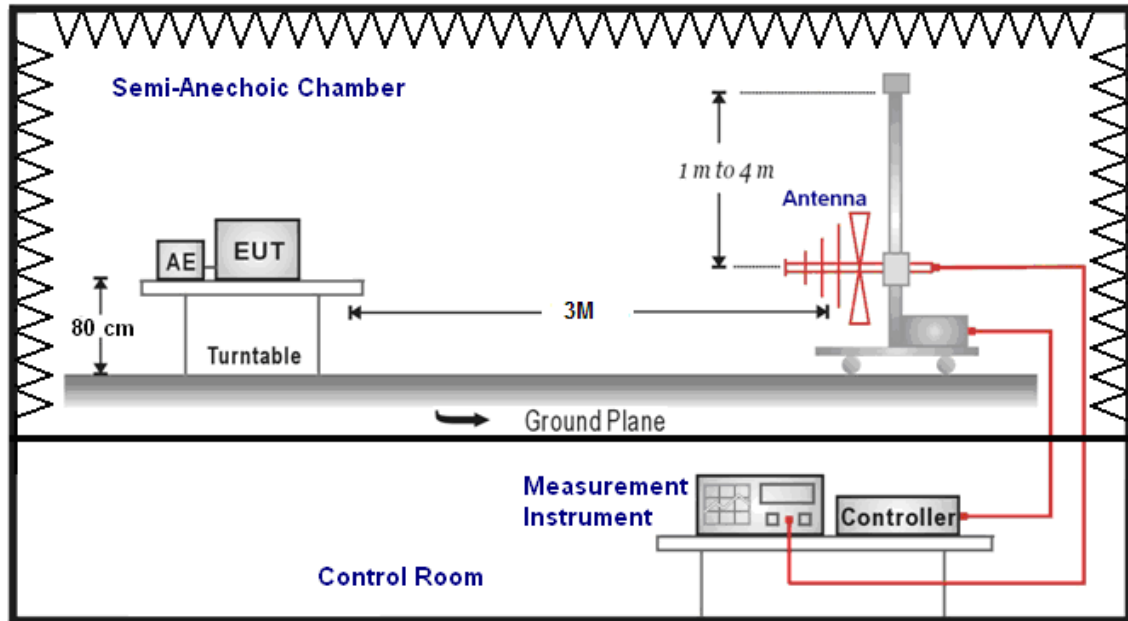 Semi-Anechoic Chamber
1 m to 4 m
Antenna
AE
EUT
80 cm
3M
Turntable
Ground Plane
Measurement
Instrument
Controller
Control Room